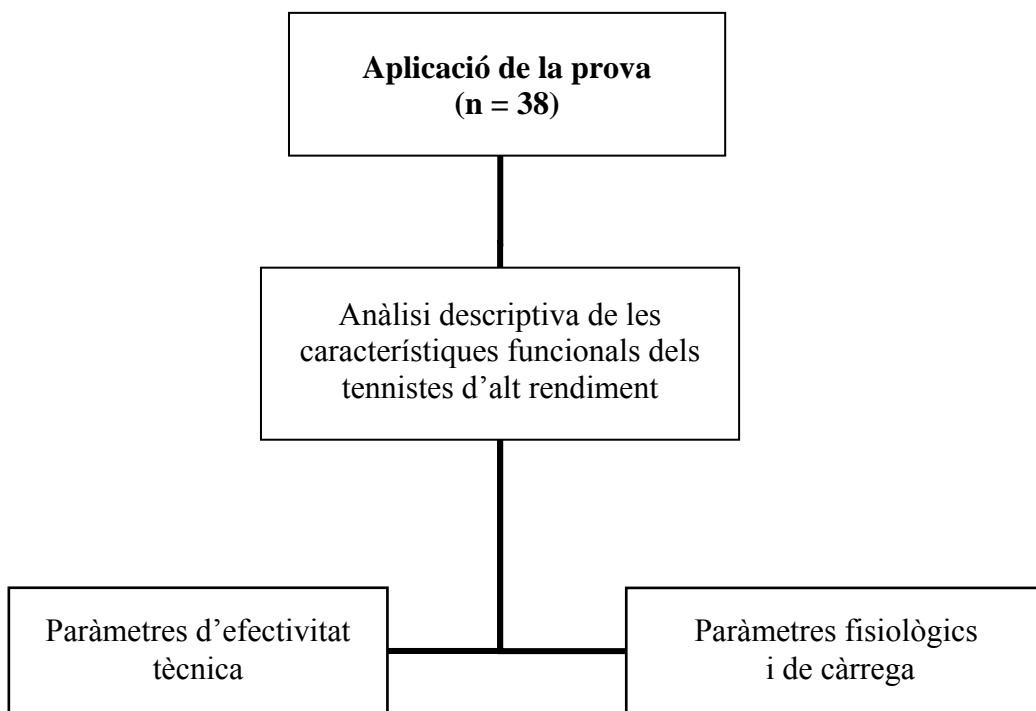 Aplicació de la prova
(n = 38)
Anàlisi descriptiva de les
característiques funcionals dels
tennistes d’alt rendiment
Paràmetres d’efectivitat
tècnica
Paràmetres fisiològics
i de càrrega